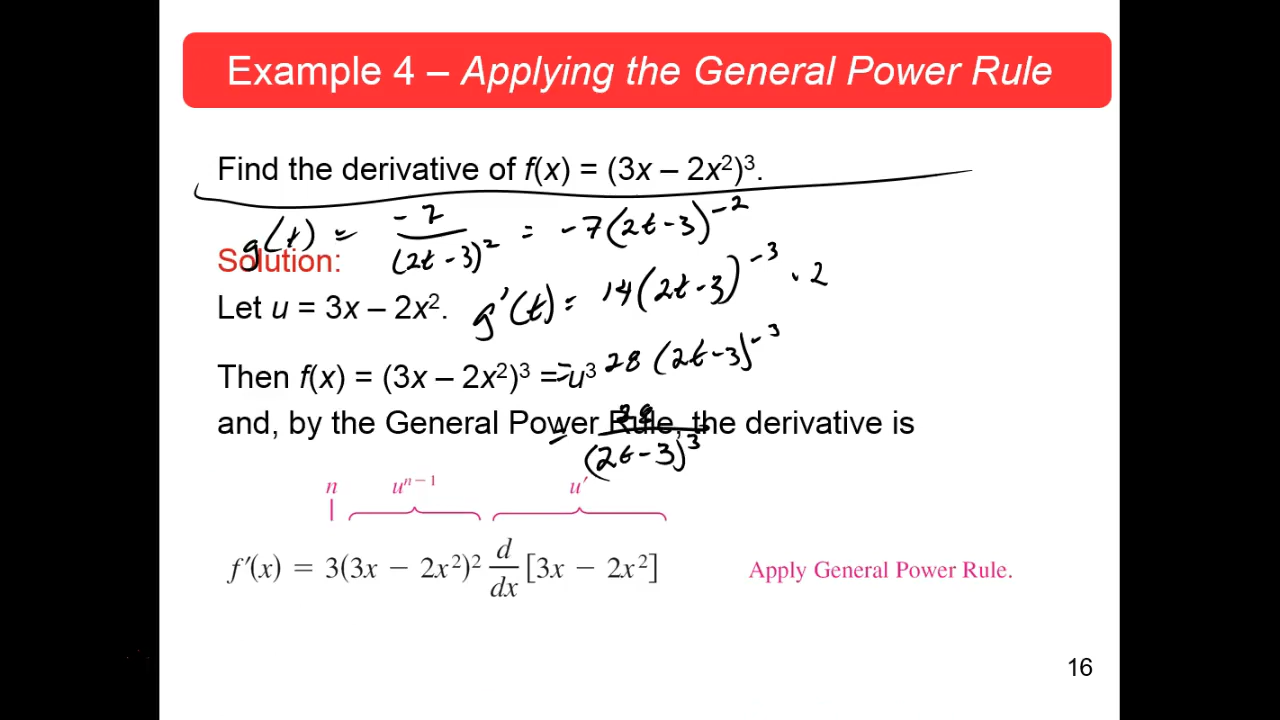 Example 4 – Applying the General Power Rule
Find the derivative of f(x) = (3x – 2x²)³.
g(t) = -7/(2t-3)² = -7(2t-3)⁻²
Solution:
Let u = 3x – 2x².
g'(t) = 14(2t-3)⁻³ · 2
= 28(2t-3)⁻³
Then f(x) = (3x – 2x²)³ = u³
and, by the General Power Rule, the derivative is
= 28/(2t-3)³
n uⁿ⁻¹ u'
f'(x) = 3(3x − 2x²)² d/dx [3x − 2x²] Apply General Power Rule.
16